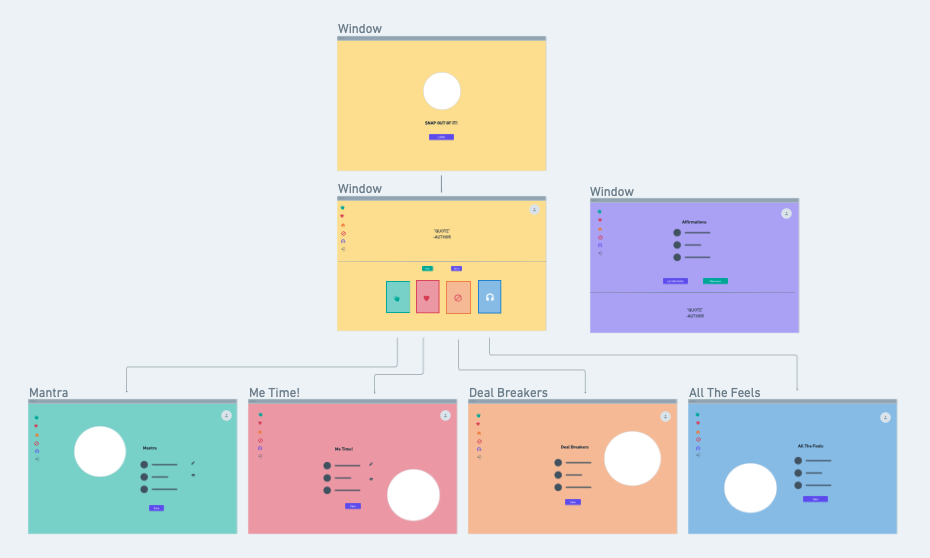 Window
SNAP OUT OF IT!
Window
"QUOTE"
-AUTHOR
Window
Affirmations
"QUOTE"
-AUTHOR
Mantra
Mantra
Me Time!
Me Time!
Deal Breakers
Deal Breakers
All The Feels
All The Feels